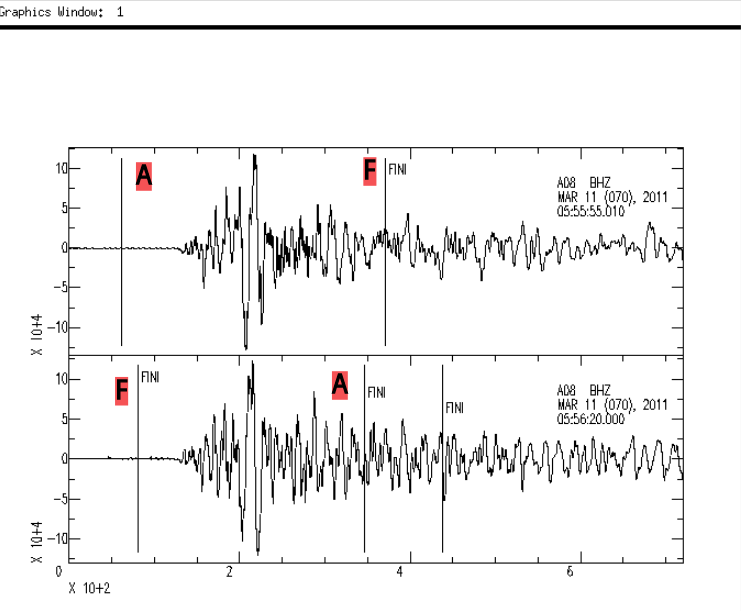 Graphics Window: 1
A
F
FINI
A08 BHZ
MAR 11 (070), 2011
05:55:55.010
10
5
0
-5
-10
X 10+4
F
FINI
A
FINI
FINI
A08 BHZ
MAR 11 (070), 2011
05:56:20.000
10
5
0
-5
-10
X 10+4
0 2 4 6
X 10+2